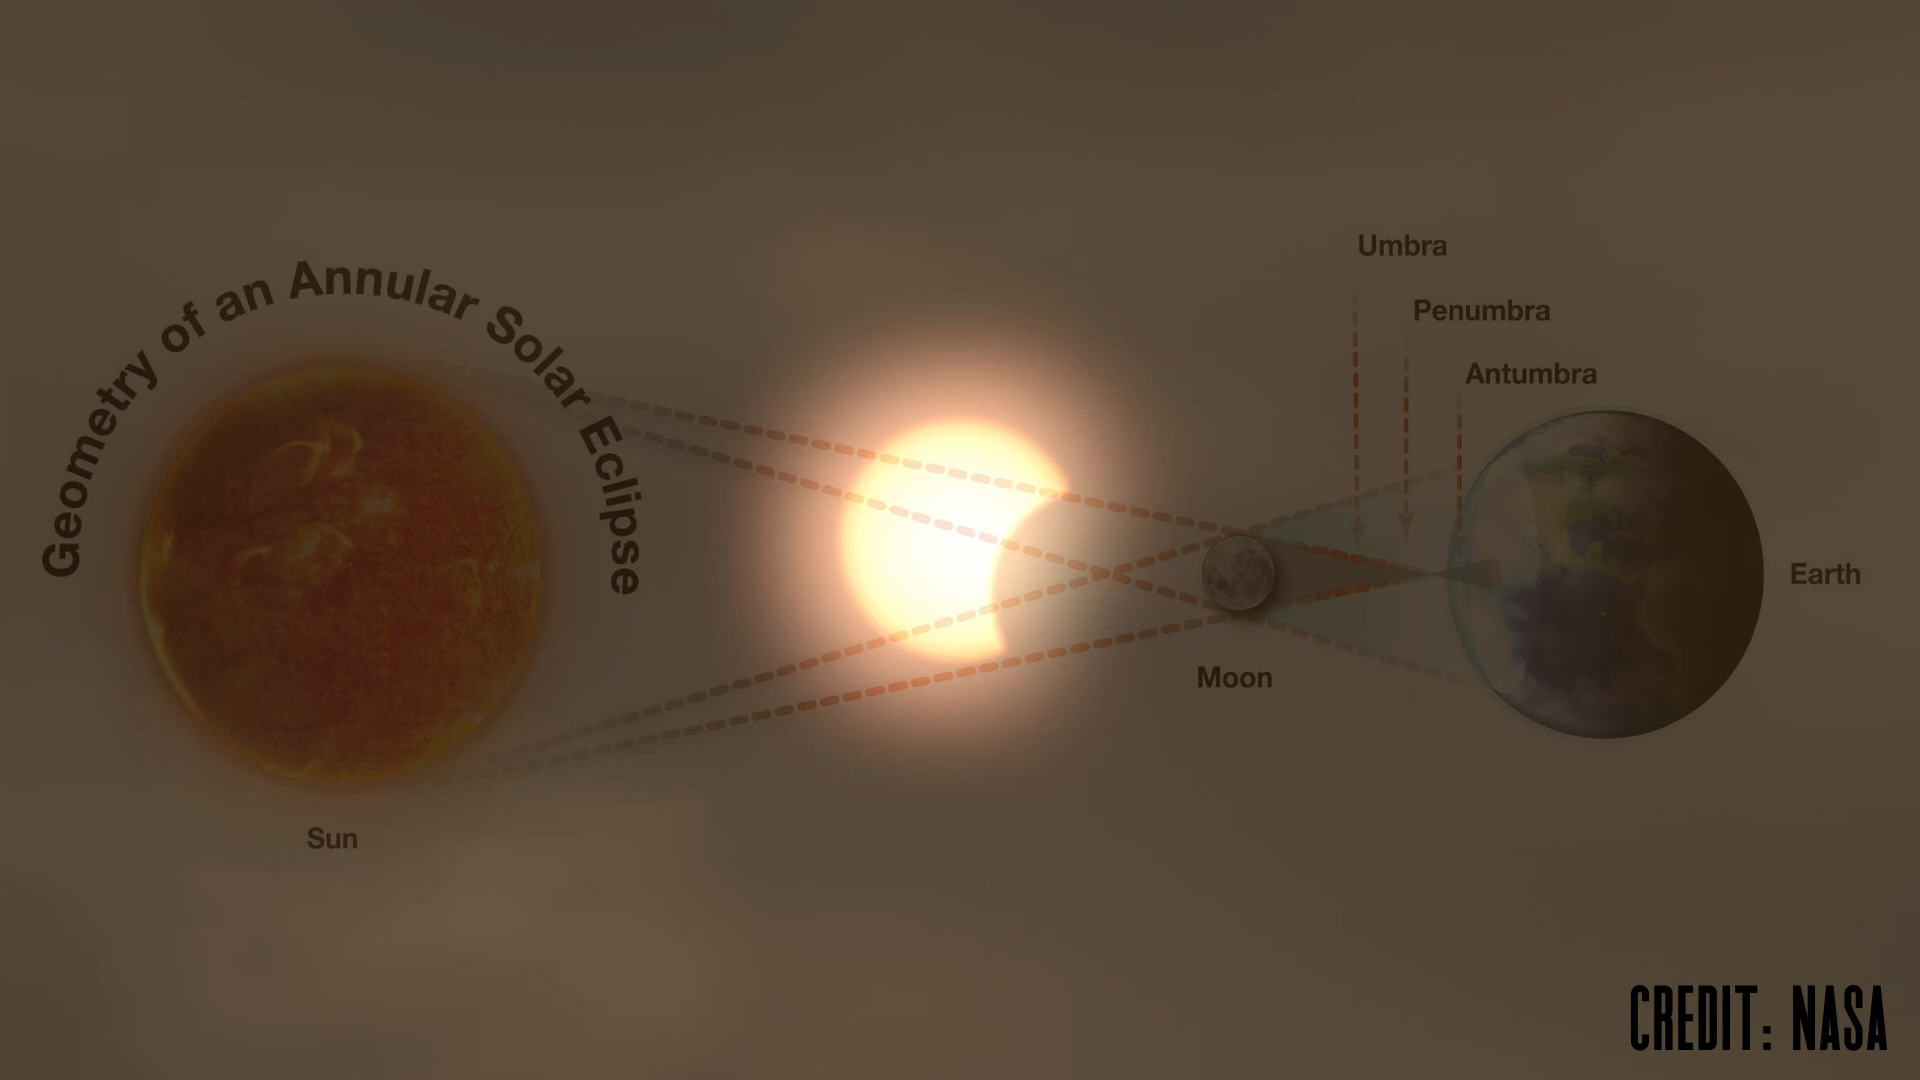 Geometry of an Annular Solar Eclipse
Umbra
Penumbra
Antumbra
Earth
Moon
Sun
CREDIT: NASA